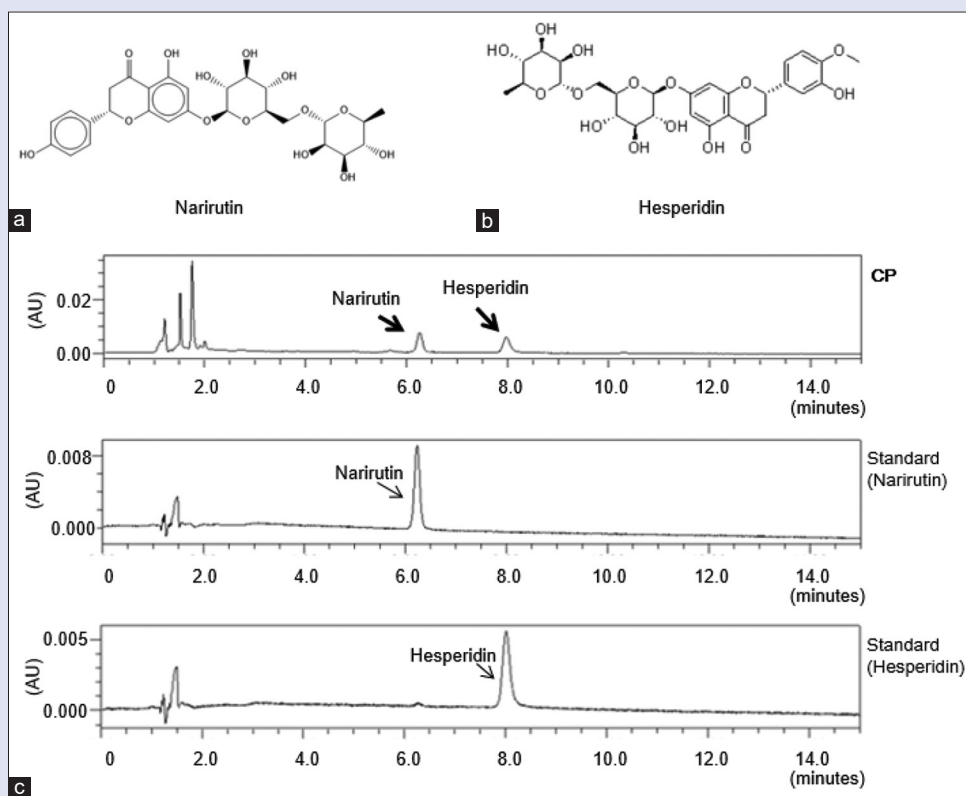 O OH OH HO OH O O O O O HO OH OH OH HO
Narirutin
a
OH HO OH O O O O O O OH O HO OH OH OH O
Hesperidin
b
CP
(AU)
0.02
0.00
Narirutin
Hesperidin
0 2.0 4.0 6.0 8.0 10.0 12.0 14.0
(minutes)
Standard
(Narirutin)
(AU)
0.008
0.000
Narirutin
0 2.0 4.0 6.0 8.0 10.0 12.0 14.0
(minutes)
Standard
(Hesperidin)
(AU)
0.005
0.000
Hesperidin
0 2.0 4.0 6.0 8.0 10.0 12.0 14.0
(minutes)
c